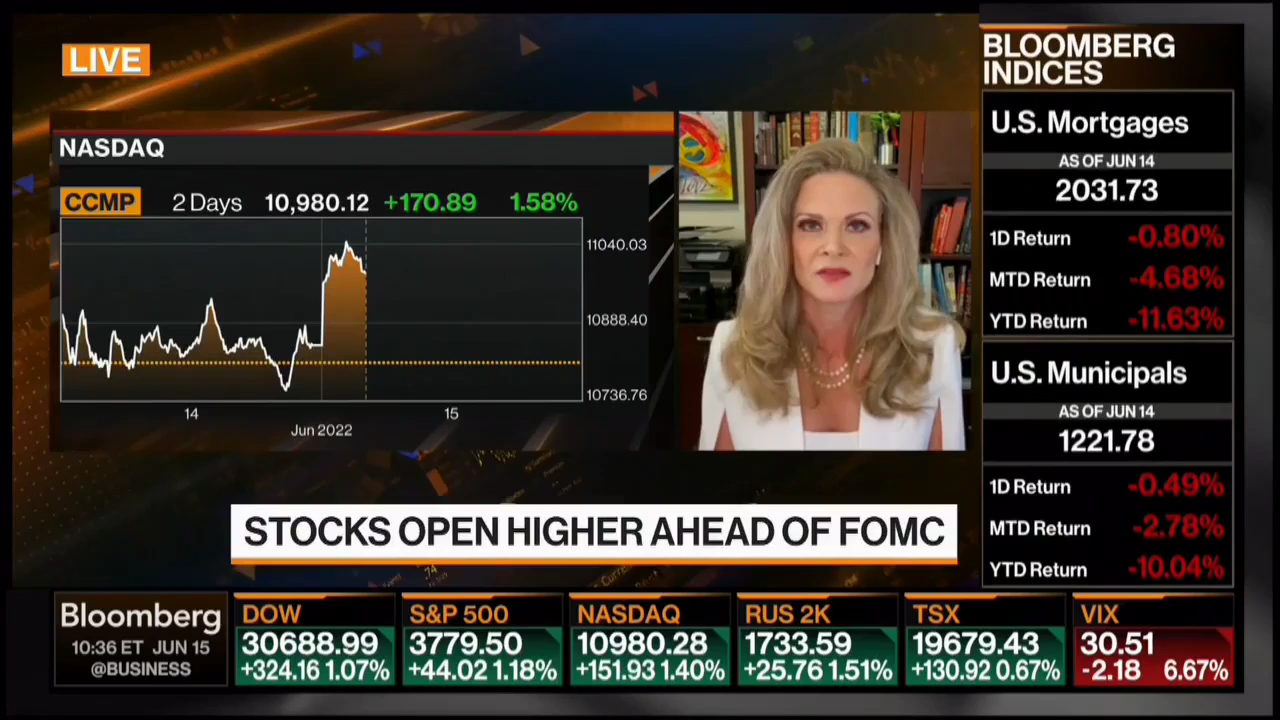 LIVE
NASDAQ
CCMP 2 Days 10,980.12 +170.89 1.58%
11040.03
10888.40
10736.76
14 15
Jun 2022
STOCKS OPEN HIGHER AHEAD OF FOMC
BLOOMBERG
INDICES
U.S. Mortgages
AS OF JUN 14
2031.73
1D Return -0.80%
MTD Return -4.68%
YTD Return -11.63%
U.S. Municipals
AS OF JUN 14
1221.78
1D Return -0.49%
MTD Return -2.78%
YTD Return -10.04%
Bloomberg
10:36 ET JUN 15
@BUSINESS
DOW
30688.99
+324.16 1.07%
S&P 500
3779.50
+44.02 1.18%
NASDAQ
10980.28
+151.93 1.40%
RUS 2K
1733.59
+25.76 1.51%
TSX
19679.43
+130.92 0.67%
VIX
30.51
-2.18 6.67%